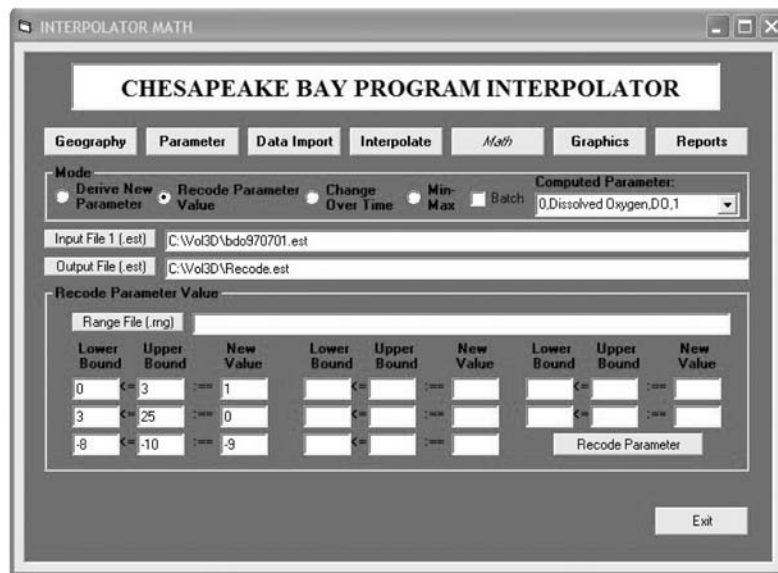 INTERPOLATOR MATH
CHESAPEAKE BAY PROGRAM INTERPOLATOR
Geography Parameter Data Import Interpolate Math Graphics Reports
Mode
Derive New Parameter Recode Parameter Value Change Over Time Min-Max Batch Computed Parameter:
0,Dissolved Oxygen,DO,1
Input File 1 (.est) C:\Vol3D\bdo970701.est
Output File (.est) C:\Vol3D\Recode.est
Recode Parameter Value
Range File (.rng)
Lower Bound Upper Bound New Value Lower Bound Upper Bound New Value Lower Bound Upper Bound New Value
0 <= 3 :== 1 <= :== <= :==
3 <= 25 :== 0 <= :== <= :==
-8 <= -10 :== -9 <= :== Recode Parameter
Exit